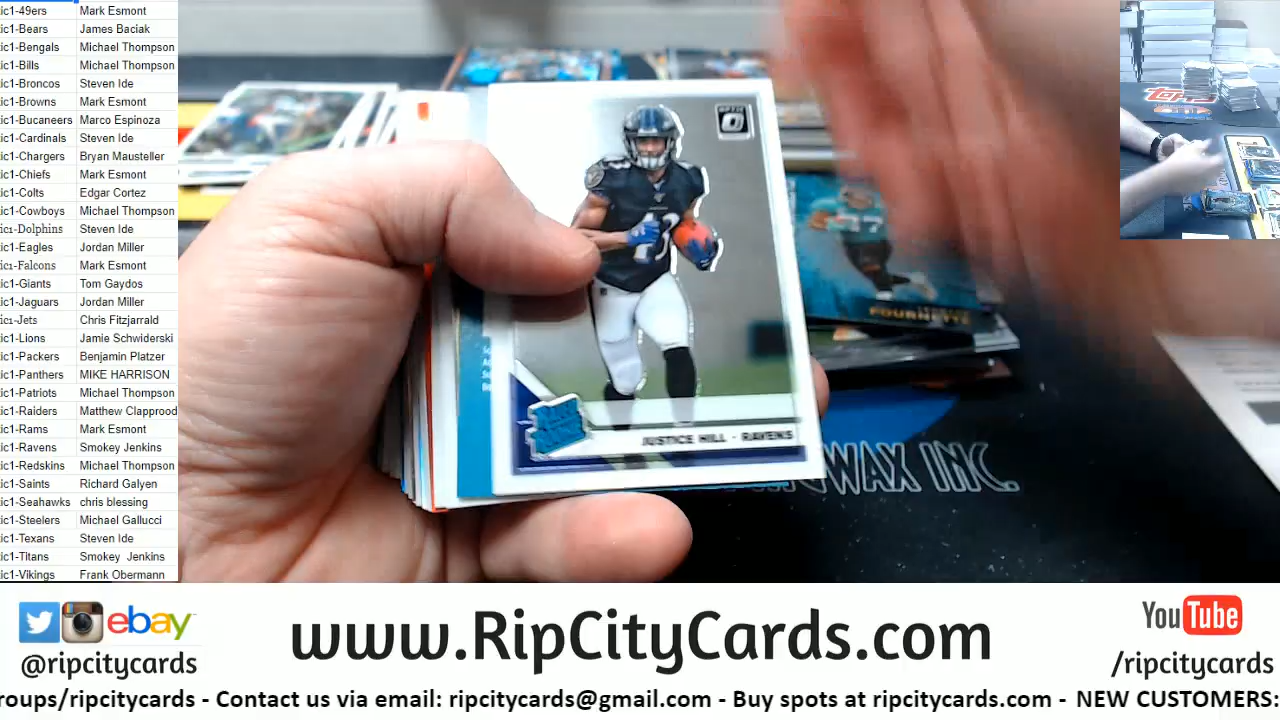 ic1-49ers Mark Esmont
ic1-Bears James Baciak
ic1-Bengals Michael Thompson
ic1-Bills Michael Thompson
ic1-Broncos Steven Ide
ic1-Browns Mark Esmont
ic1-Bucaneers Marco Espinoza
ic1-Cardinals Steven Ide
ic1-Chargers Bryan Mausteller
ic1-Chiefs Mark Esmont
ic1-Colts Edgar Cortez
ic1-Cowboys Michael Thompson
ic1-Dolphins Steven Ide
ic1-Eagles Jordan Miller
ic1-Falcons Mark Esmont
ic1-Giants Tom Gaydos
ic1-Jaguars Jordan Miller
ic1-Jets Chris Fitzjarrald
ic1-Lions Jamie Schwiderski
ic1-Packers Benjamin Platzer
ic1-Panthers MIKE HARRISON
ic1-Patriots Michael Thompson
ic1-Raiders Matthew Clapprood
ic1-Rams Mark Esmont
ic1-Ravens Smokey Jenkins
ic1-Redskins Michael Thompson
ic1-Saints Richard Galyen
ic1-Seahawks chris blessing
ic1-Steelers Michael Gallucci
ic1-Texans Steven Ide
ic1-Titans Smokey Jenkins
ic1-Vikings Frank Obermann
OPTIC
JUSTICE HILL - RAVENS
FOURNETTE
WAX INC.
Topps
ebay
@ripcitycards
www.RipCityCards.com
YouTube
/ripcitycards
roups/ripcitycards - Contact us via email: ripcitycards@gmail.com - Buy spots at ripcitycards.com - NEW CUSTOMERS: